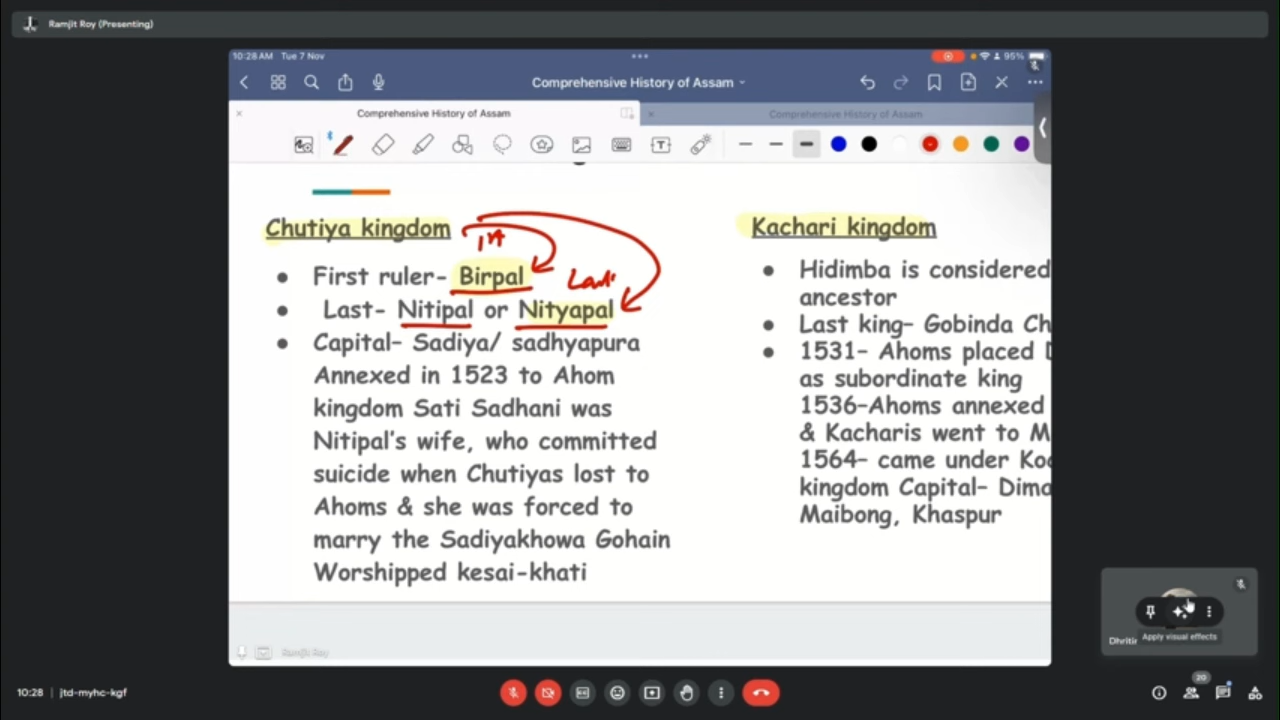 Ramjit Roy (Presenting)
10:28 AM Tue 7 Nov
95%
Comprehensive History of Assam
Comprehensive History of Assam
Comprehensive History of Assam
Chutiya kingdom
1st
First ruler- Birpal
Last
Last- Nitipal or Nityapal
Capital- Sadiya/ sadhyapura
Annexed in 1523 to Ahom
kingdom Sati Sadhani was
Nitipal's wife, who committed
suicide when Chutiyas lost to
Ahoms & she was forced to
marry the Sadiyakhowa Gohain
Worshipped kesai-khati
Kachari kingdom
Hidimba is considered
ancestor
Last king- Gobinda Ch
1531- Ahoms placed D
as subordinate king
1536-Ahoms annexed
& Kacharis went to M
1564- came under Koc
kingdom Capital- Dima
Maibong, Khaspur
Ramjit Roy
Dhriti
Apply visual effects
10:28 | jtd-myhc-kgf
20